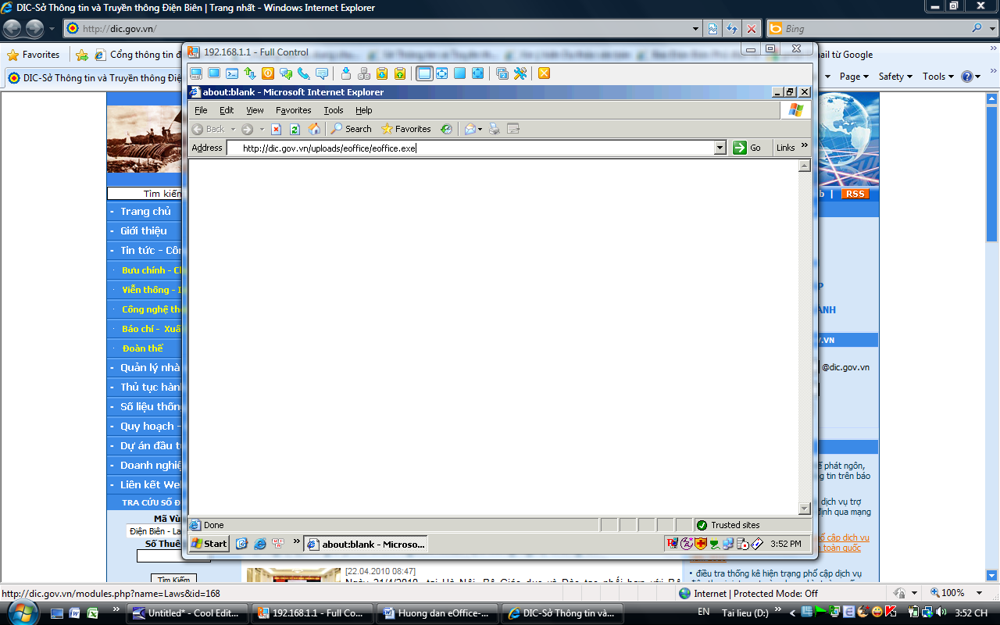 DIC-Sở Thông tin và Truyền thông Điện Biên | Trang nhất - Windows Internet Explorer
http://dic.gov.vn/
Bing
Favorites
Cổng thông tin đ
mail từ Google
DIC-Sở Thông tin và Truyền thông Điệ
Page
Safety
Tools
192.168.1.1 - Full Control
about:blank - Microsoft Internet Explorer
File Edit View Favorites Tools Help
Back
Search
Favorites
Address
http://dic.gov.vn/uploads/eoffice/eoffice.exe
Go
Links
Tìm kiếm
b | RSS
- Trang chủ
- Giới thiệu
- Tin tức - Côn
· Bưu chính - C
· Viễn thông - I
· Công nghệ th
· Báo chí - Xuấ
· Đoàn thể
- Quản lý nhà
- Thủ tục hàn
- Số liệu thốn
- Quy hoạch -
- Dự án đầu t
- Doanh nghiệ
- Liên kết We
TRA CỨU SỐ Đ
Mã Vù
Điện Biên - La
Số Thuê
Tìm Kiếm
P
ÀNH
.VN
@dic.gov.vn
ế phát ngôn,
g tin trên báo
dịch vụ trợ
định qua mạng
hổ cập dịch vụ
toàn quốc
• điều tra thống kê hiện trạng phổ cập dịch vụ
Done
Trusted sites
Start
about:blank - Microso...
3:52 PM
[22.04.2010 08:47]
Ngày 21/4/2010, tại Hà Nội, Bộ Giáo dục và Đào tạo phối hợp với Bộ
http://dic.gov.vn/modules.php?name=Laws&id=168
Internet | Protected Mode: Off
100%
Untitled* - Cool Edit...
192.168.1.1 - Full Co...
Huong dan eOffice-...
DIC-Sở Thông tin và...
EN
Tai lieu (D:)
3:52 CH